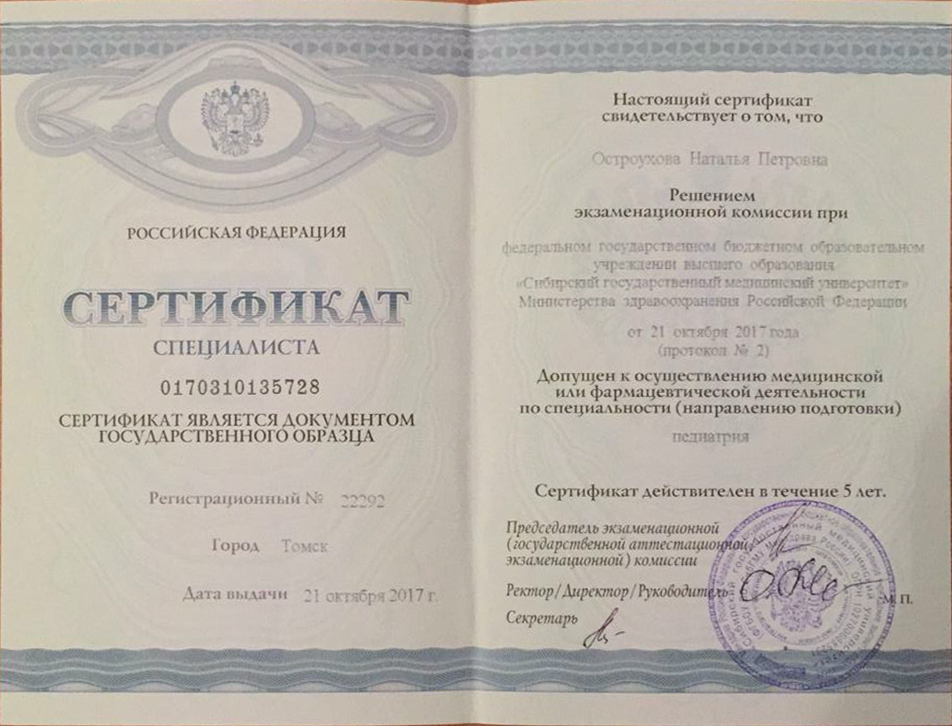 РОССИЙСКАЯ ФЕДЕРАЦИЯ
СЕРТИФИКАТ
СПЕЦИАЛИСТА
0170310135728
СЕРТИФИКАТ ЯВЛЯЕТСЯ ДОКУМЕНТОМ
ГОСУДАРСТВЕННОГО ОБРАЗЦА
Регистрационный № 22292
Город Томск
Дата выдачи 21 октября 2017 г.
Настоящий сертификат
свидетельствует о том, что
Остроухова Наталья Петровна
Решением
экзаменационной комиссии при
федеральном государственном бюджетном образовательном
учреждении высшего образования
«Сибирский государственный медицинский университет»
Министерства здравоохранения Российской Федерации
от 21 октября 2017 года
(протокол № 2)
Допущен к осуществлению медицинской
или фармацевтической деятельности
по специальности (направлению подготовки)
педиатрия
Сертификат действителен в течение 5 лет.
Председатель экзаменационной
(государственной аттестационной,
экзаменационной) комиссии
Ректор/Директор/Руководитель
М.П.
Секретарь